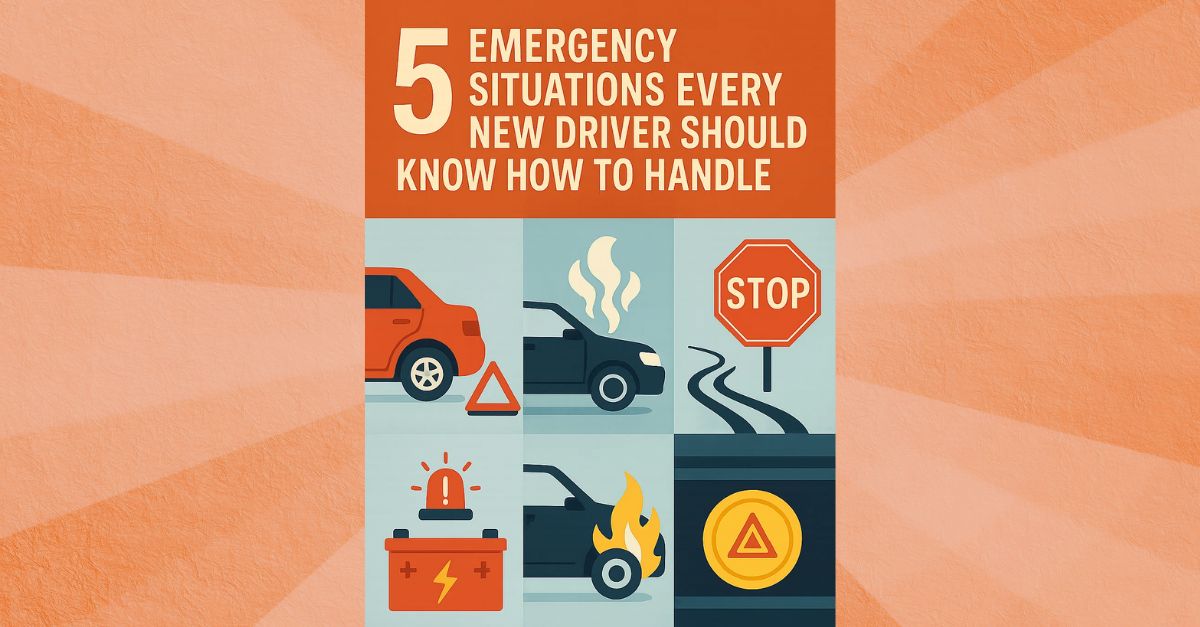 5 EMERGENCY
SITUATIONS EVERY
NEW DRIVER SHOULD
KNOW HOW TO HANDLE
STOP
!
+ +